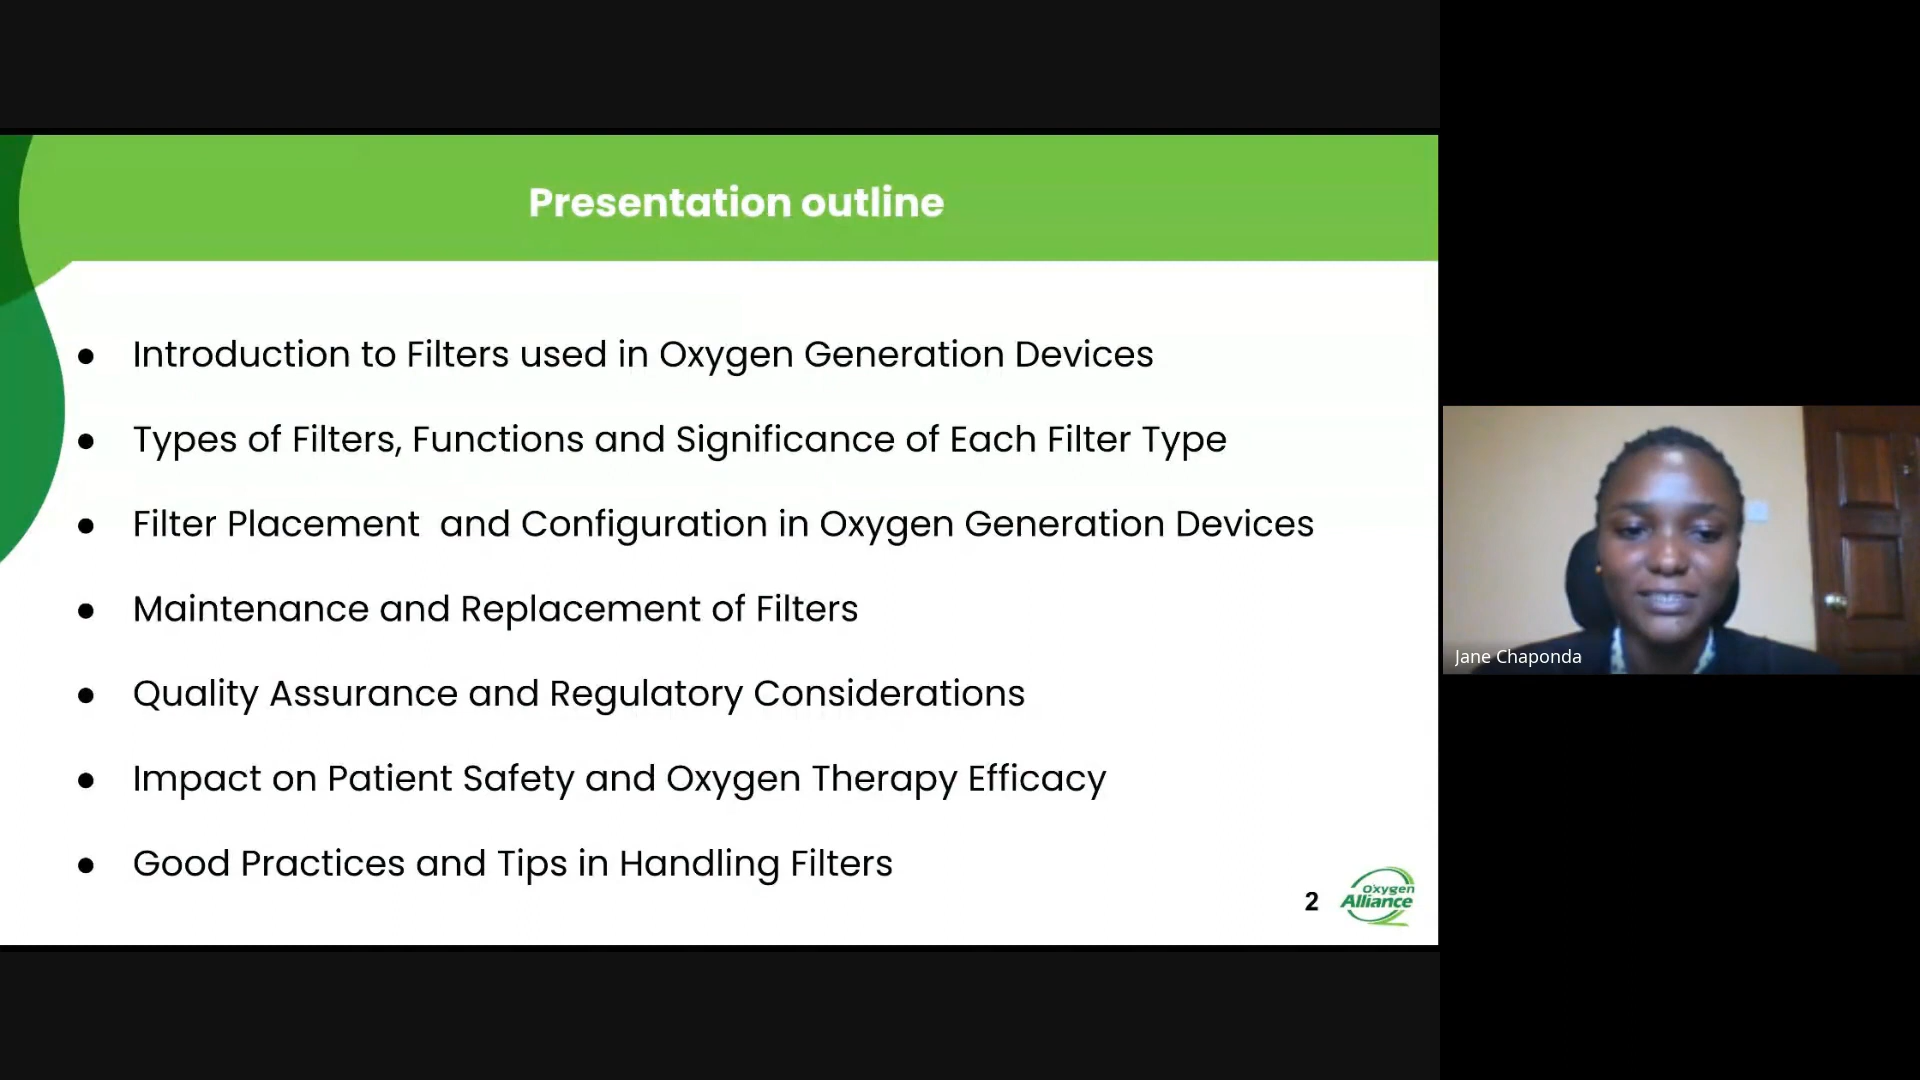 Presentation outline
● Introduction to Filters used in Oxygen Generation Devices
● Types of Filters, Functions and Significance of Each Filter Type
● Filter Placement  and Configuration in Oxygen Generation Devices
● Maintenance and Replacement of Filters
● Quality Assurance and Regulatory Considerations
● Impact on Patient Safety and Oxygen Therapy Efficacy
● Good Practices and Tips in Handling Filters
2
Oxygen
Alliance
Jane Chaponda